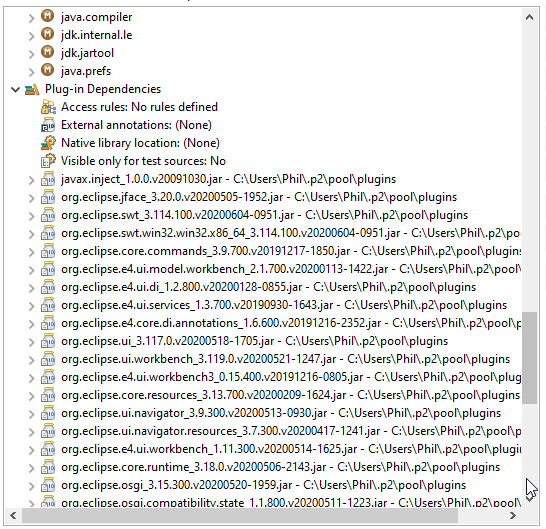 java.compiler
jdk.internal.le
jdk.jartool
java.prefs
Plug-in Dependencies
Access rules: No rules defined
External annotations: (None)
Native library location: (None)
Visible only for test sources: No
javax.inject_1.0.0.v20091030.jar - C:\Users\Phil\.p2\pool\plugins
org.eclipse.jface_3.20.0.v20200505-1952.jar - C:\Users\Phil\.p2\pool\plugins
org.eclipse.swt_3.114.100.v20200604-0951.jar - C:\Users\Phil\.p2\pool\plugins
org.eclipse.swt.win32.win32.x86_64_3.114.100.v20200604-0951.jar - C:\Users\Phil\.p2
org.eclipse.core.commands_3.9.700.v20191217-1850.jar - C:\Users\Phil\.p2\pool\plugins
org.eclipse.e4.ui.model.workbench_2.1.700.v20200113-1422.jar - C:\Users\Phil\.p2\pool
org.eclipse.e4.ui.di_1.2.800.v20200128-0855.jar - C:\Users\Phil\.p2\pool\plugins
org.eclipse.e4.ui.services_1.3.700.v20190930-1643.jar - C:\Users\Phil\.p2\pool\plugins
org.eclipse.e4.core.di.annotations_1.6.600.v20191216-2352.jar - C:\Users\Phil\.p2\pool\p
org.eclipse.ui_3.117.0.v20200518-1705.jar - C:\Users\Phil\.p2\pool\plugins
org.eclipse.ui.workbench_3.119.0.v20200521-1247.jar - C:\Users\Phil\.p2\pool\plugins
org.eclipse.e4.ui.workbench3_0.15.400.v20191216-0805.jar - C:\Users\Phil\.p2\pool\plug
org.eclipse.core.resources_3.13.700.v20200209-1624.jar - C:\Users\Phil\.p2\pool\plugins
org.eclipse.ui.navigator_3.9.300.v20200513-0930.jar - C:\Users\Phil\.p2\pool\plugins
org.eclipse.ui.navigator.resources_3.7.300.v20200417-1241.jar - C:\Users\Phil\.p2\pool\p
org.eclipse.e4.ui.workbench_1.11.300.v20200514-1625.jar - C:\Users\Phil\.p2\pool\plugi
org.eclipse.core.runtime_3.18.0.v20200506-2143.jar - C:\Users\Phil\.p2\pool\plugins
org.eclipse.osgi_3.15.300.v20200520-1959.jar - C:\Users\Phil\.p2\pool\plugins
org.eclipse.osgi.compatibility.state_1.1.800.v20200511-1223.jar - C:\Users\Phil\.p2\pool\